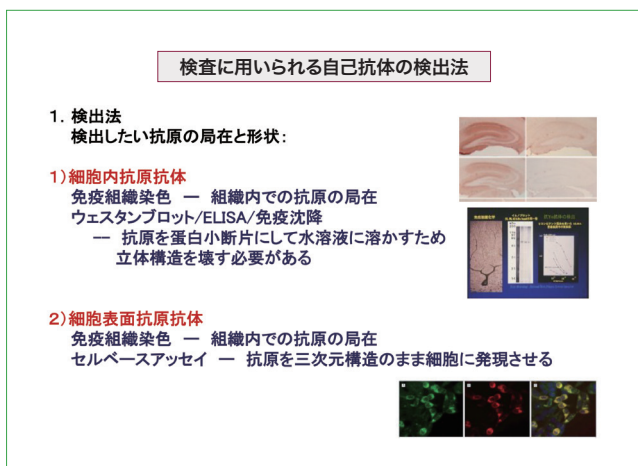 検査に用いられる自己抗体の検出法
1. 検出法
検出したい抗原の局在と形状:
1)細胞内抗原抗体
免疫組織染色 ー 組織内での抗原の局在
ウェスタンブロット/ELISA/免疫沈降
―― 抗原を蛋白小断片にして水溶液に溶かすため
立体構造を壊す必要がある
2)細胞表面抗原抗体
免疫組織染色 ー 組織内での抗原の局在
セルベースアッセイ ー 抗原を三次元構造のまま細胞に発現させる